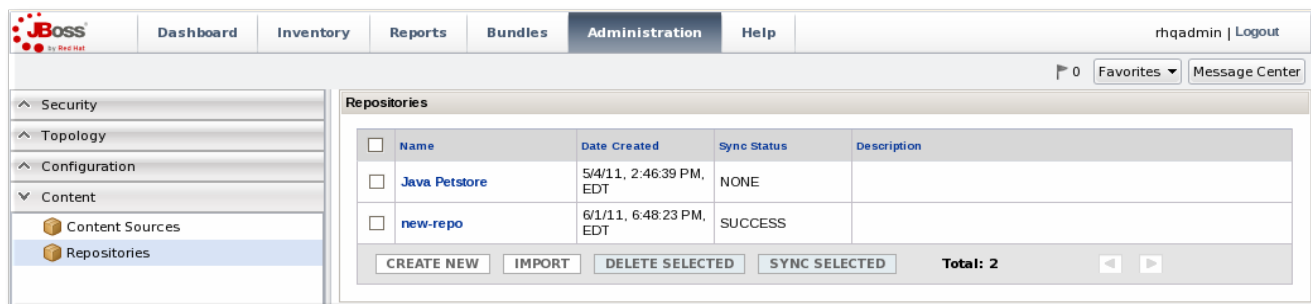 JBoss
by Red Hat
Dashboard Inventory Reports Bundles Administration Help
rhqadmin | Logout
0 Favorites Message Center
Security
Topology
Configuration
Content
Content Sources
Repositories
Repositories
Name Date Created Sync Status Description
Java Petstore 5/4/11, 2:46:39 PM, EDT NONE
new-repo 6/1/11, 6:48:23 PM, EDT SUCCESS
CREATE NEW IMPORT DELETE SELECTED SYNC SELECTED Total: 2